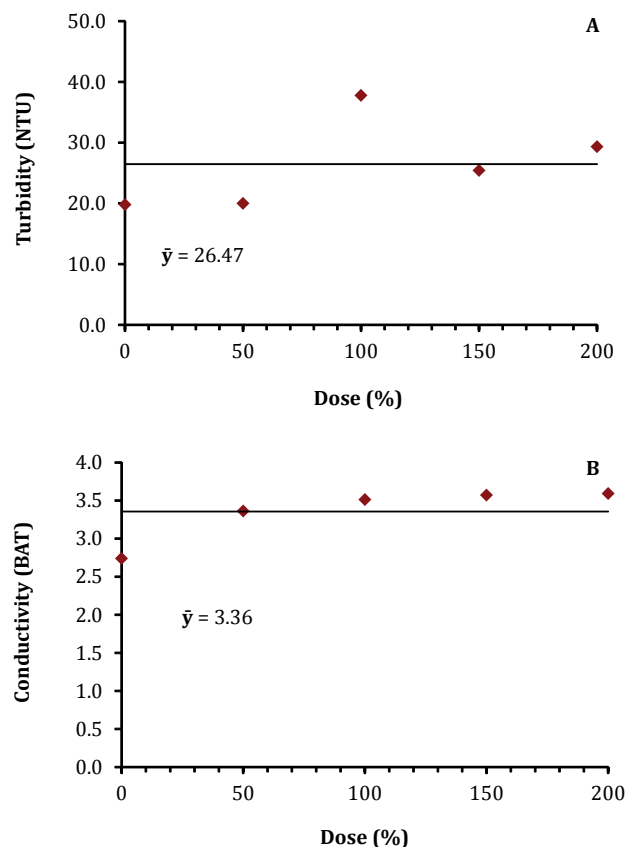 A
50.0
40.0
30.0
20.0
10.0
0.0
Turbidity (NTU)
ȳ = 26.47
0 50 100 150 200
Dose (%)
B
4.0
3.5
3.0
2.5
2.0
1.5
1.0
0.5
0.0
Conductivity (BAT)
ȳ = 3.36
0 50 100 150 200
Dose (%)